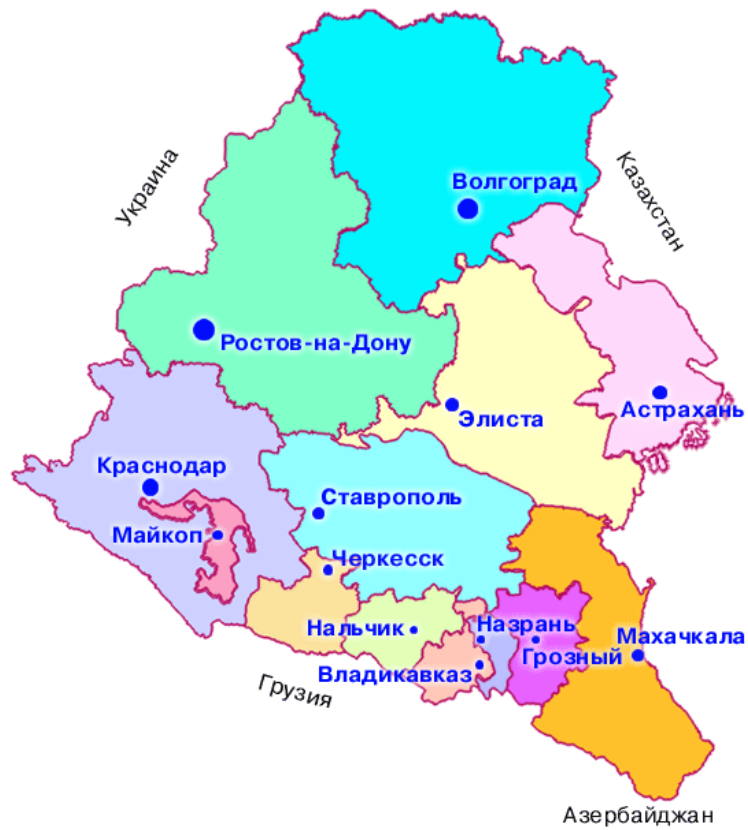 Украина
Казахстан
Волгоград
Ростов-на-Дону
Астрахань
Элиста
Краснодар
Ставрополь
Майкоп
Черкесск
Нальчик
Назрань
Махачкала
Грозный
Владикавказ
Грузия
Азербайджан